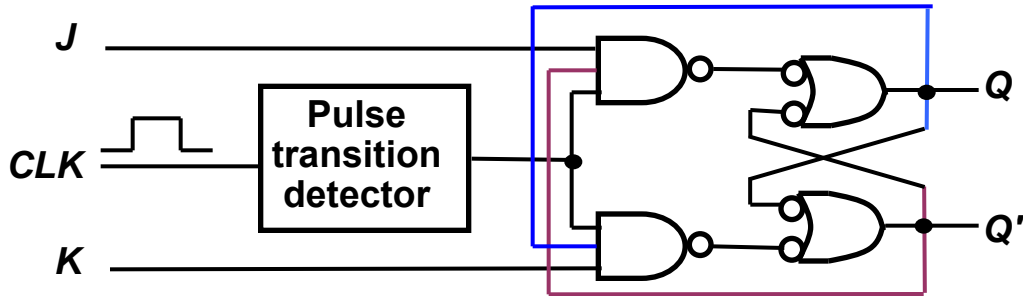 J
Pulse
transition
detector
CLK
K
Q
Q'